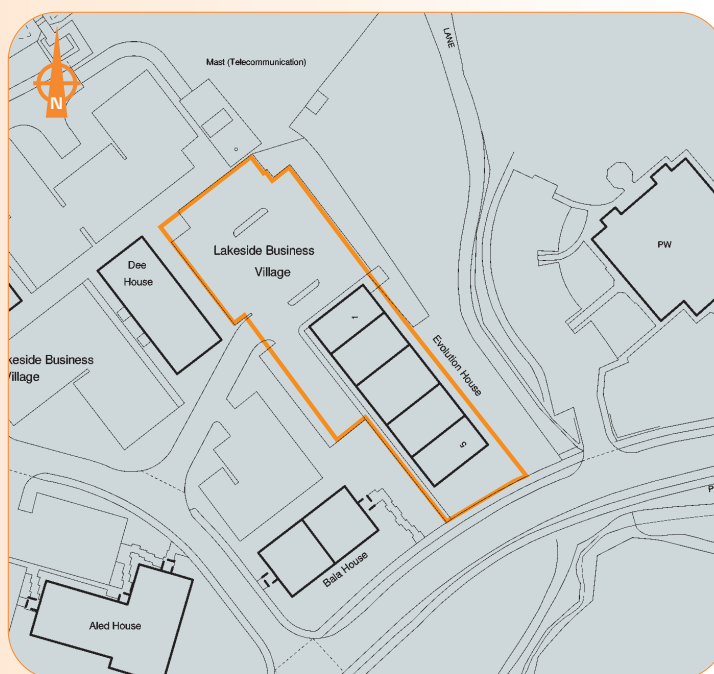 LANE
Mast (Telecommunication)
N
PW
Lakeside Business
Village
Dee
House
1
Evolution House
keside Business
Village
5
P
Bala House
Aled House